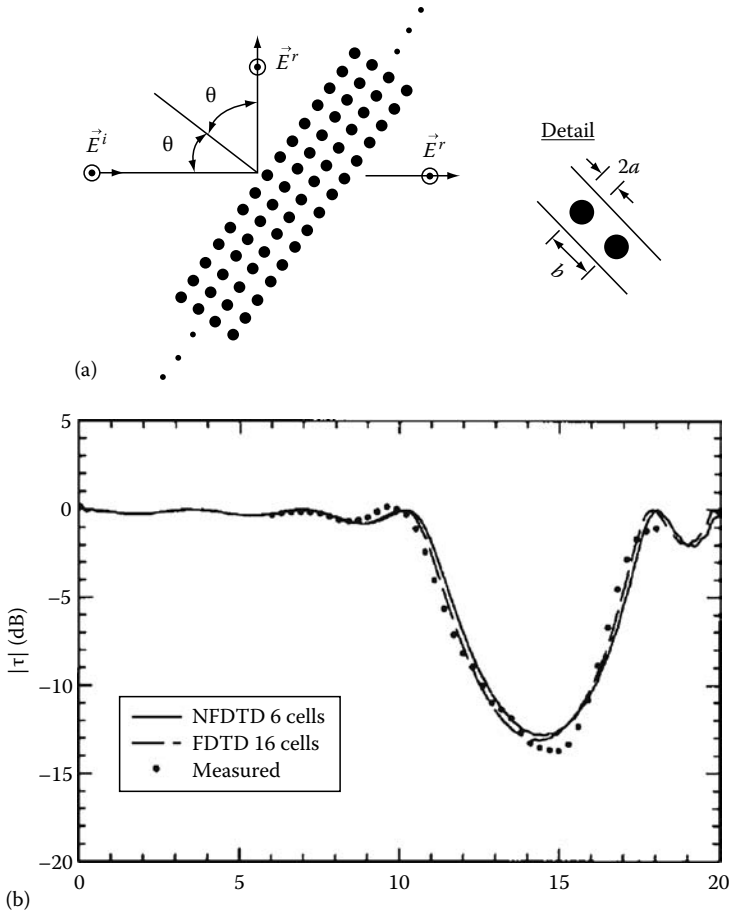 E^r
θ
θ
E^i
E^r
Detail
2a
b
(a)
5
0
−5
−10
−15
−20
|τ| (dB)
NFDTD 6 cells
FDTD 16 cells
Measured
0
5
10
15
20
(b)